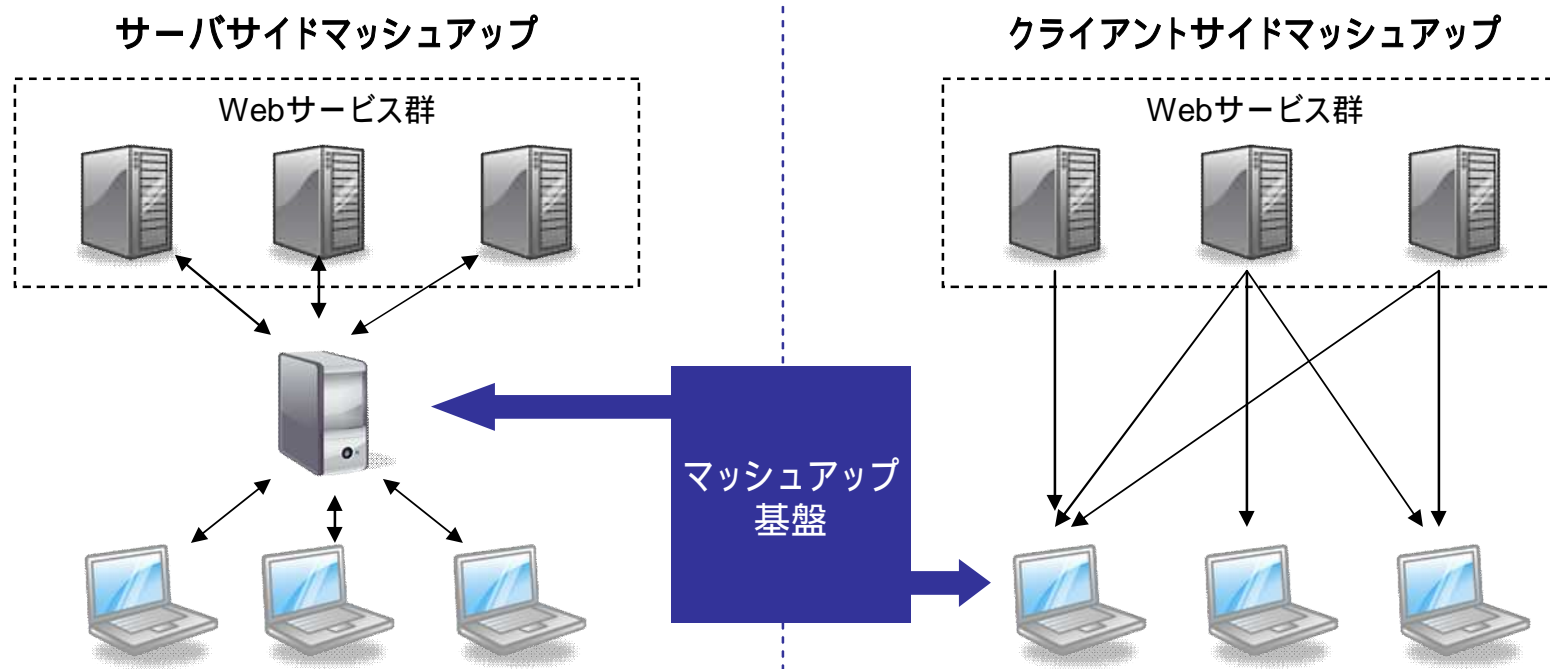 サーバサイドマッシュアップ
クライアントサイドマッシュアップ
Webサービス群
Webサービス群
マッシュアップ
基盤